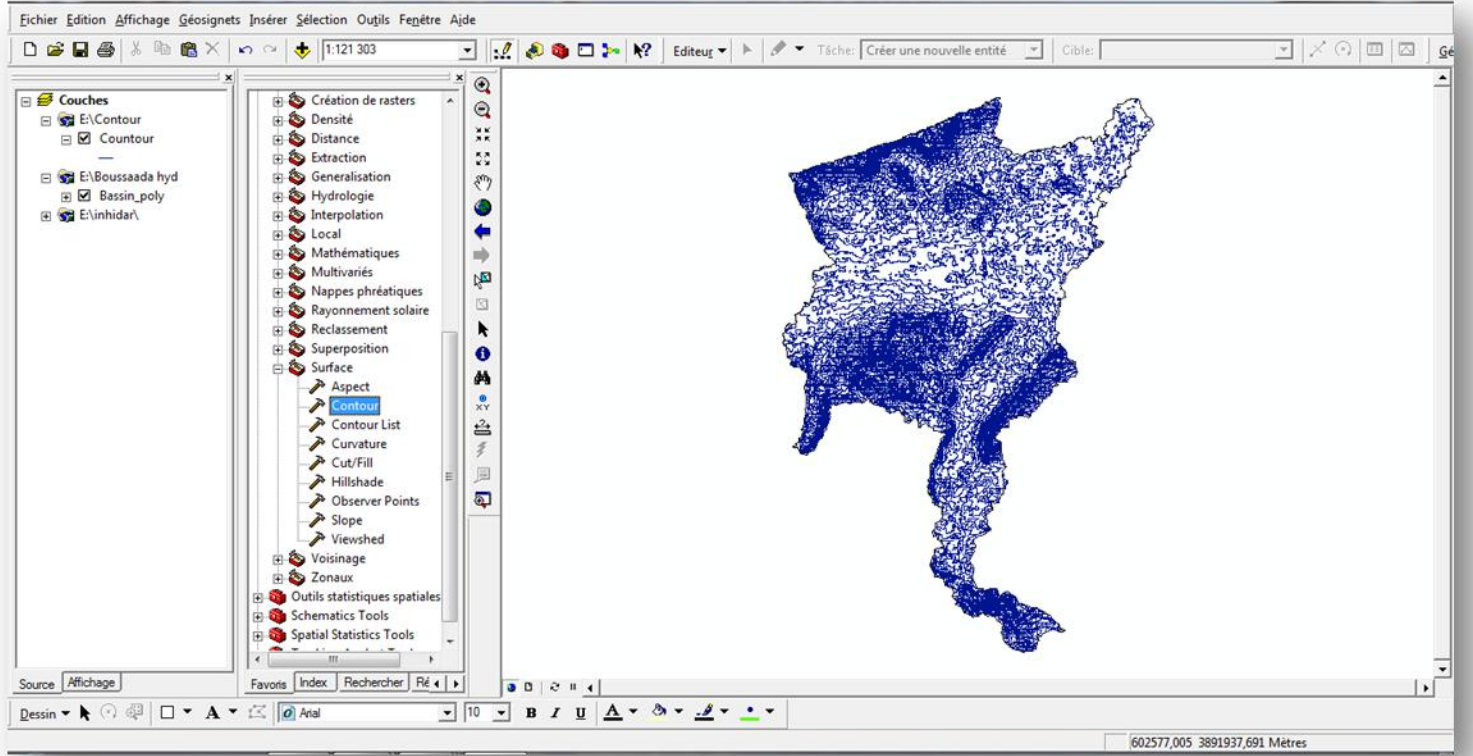 Fichier Edition Affichage Géosignets Insérer Sélection Outils Fenêtre Aide
1:121 303 Editeur Tâche: Créer une nouvelle entité Cible: Gé
Couches
E:\Contour
Countour
E:\Boussaada hyd
Bassin_poly
E:\inhidar\
Création de rasters
Densité
Distance
Extraction
Generalisation
Hydrologie
Interpolation
Local
Mathématiques
Multivariés
Nappes phréatiques
Rayonnement solaire
Reclassement
Superposition
Surface
Aspect
Contour
Contour List
Curvature
Cut/Fill
Hillshade
Observer Points
Slope
Viewshed
Voisinage
Zonaux
Outils statistiques spatiales
Schematics Tools
Spatial Statistics Tools
XY
Source Affichage
Favoris Index Rechercher Ré
Dessin A Arial 10 B I U A
602577,005 3891937,691 Mètres